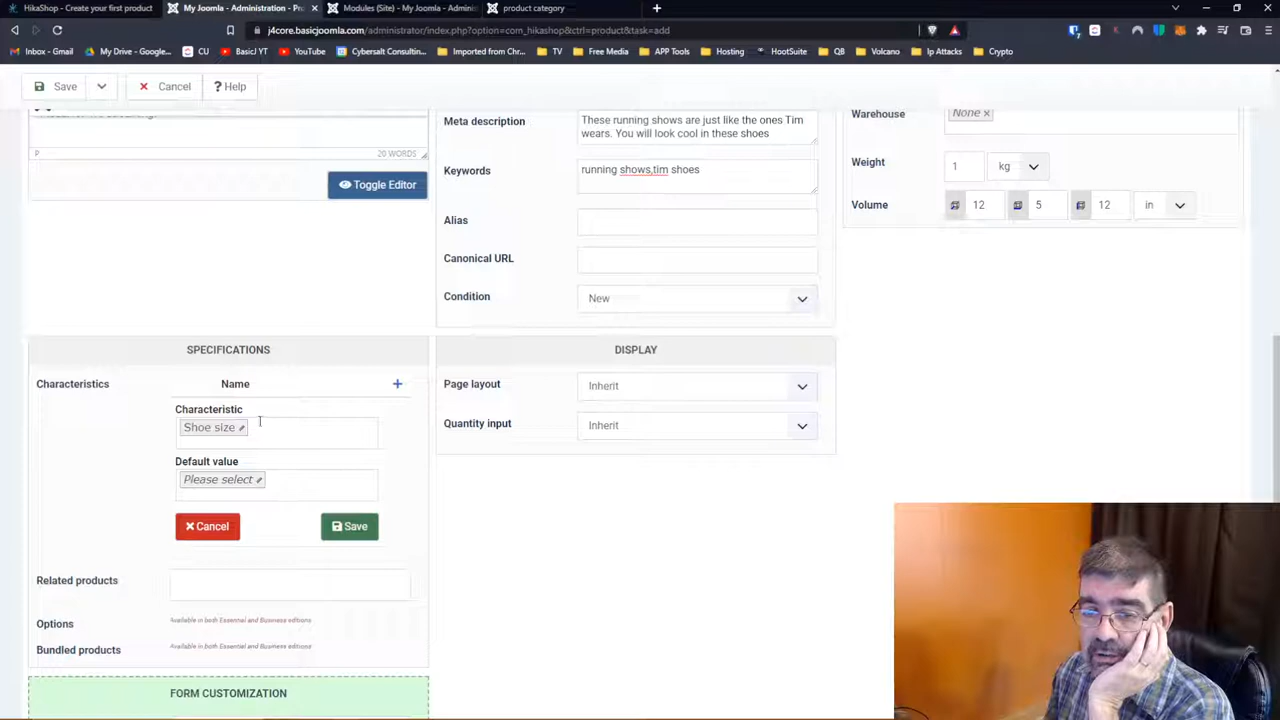 HikaShop - Create your first product
My Joomla - Administration - Pro
Modules (Site) - My Joomla - Admini
product category
j4core.basicjoomla.com/administrator/index.php?option=com_hikashop&ctrl=product&task=add
Inbox - Gmail
My Drive - Google...
CU
Basicl YT
YouTube
Cybersalt Consulting...
Imported from Chr...
TV
Free Media
APP Tools
Hosting
HootSuite
QB
Volcano
Ip Attacks
Crypto
Save
Cancel
? Help
P
20 WORDS
Toggle Editor
Meta description
These running shows are just like the ones Tim
wears. You will look cool in these shoes
Keywords
running shows,tim shoes
Alias
Canonical URL
Condition
New
Warehouse
None ×
Weight
1
kg
Volume
12
5
12
in
SPECIFICATIONS
Characteristics
Name
+
Characteristic
Shoe size
Default value
Please select
Cancel
Save
Related products
Options
Available in both Essential and Business editions
Bundled products
Available in both Essential and Business editions
DISPLAY
Page layout
Inherit
Quantity input
Inherit
FORM CUSTOMIZATION